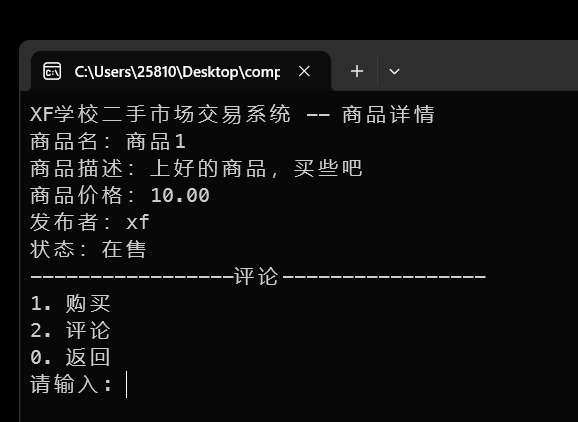 C:\Users\25810\Desktop\comp
XF学校二手市场交易系统 -- 商品详情
商品名: 商品1
商品描述: 上好的商品, 买些吧
商品价格: 10.00
发布者: xf
状态: 在售
-----------------评论-----------------
1. 购买
2. 评论
0. 返回
请输入: